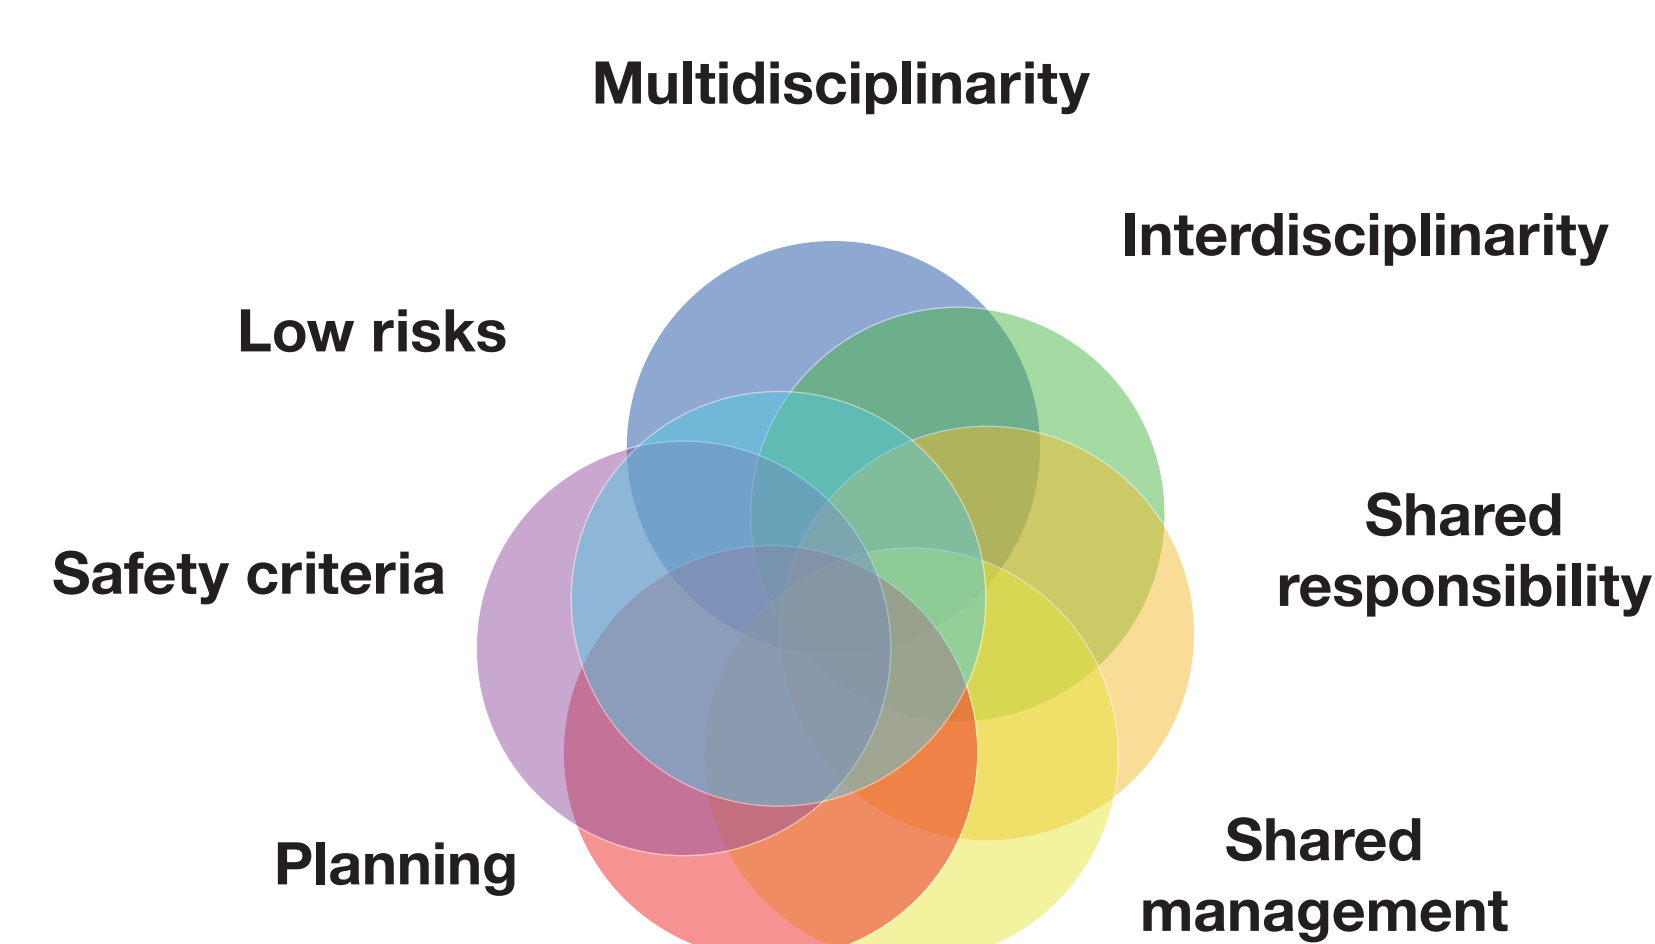 Multidisciplinarity
Interdisciplinarity
Low risks
Shared
responsibility
Safety criteria
Shared
management
Planning